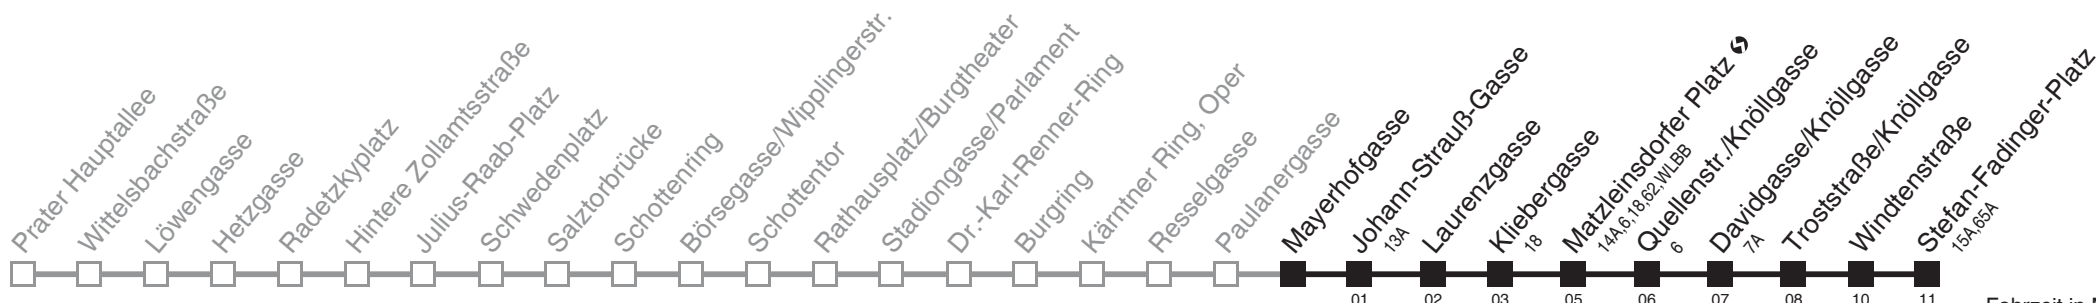 Prater Hauptallee
Wittelsbachstraße
Löwengasse
Hetzgasse
Radetzkyplatz
Hintere Zollamtsstraße
Julius-Raab-Platz
Schwedenplatz
Salztorbrücke
Schottenring
Börsegasse/Wipplingerstr.
Schottentor
Rathausplatz/Burgtheater
Stadiongasse/Parlament
Dr.-Karl-Renner-Ring
Burgring
Kärntner Ring, Oper
Resselgasse
Paulanergasse
Mayerhofgasse
Johann-Strauß-Gasse
13A
Laurenzgasse
Kliebergasse
18
Matzleinsdorfer Platz
14A,6,18,62,WLBB
Quellenstr./Knöllgasse
6
Davidgasse/Knöllgasse
7A
Troststraße/Knöllgasse
Windtenstraße
Stefan-Fadinger-Platz
15A,65A
01 02 03 05 06 07 08 10 11
Fahrzeit in